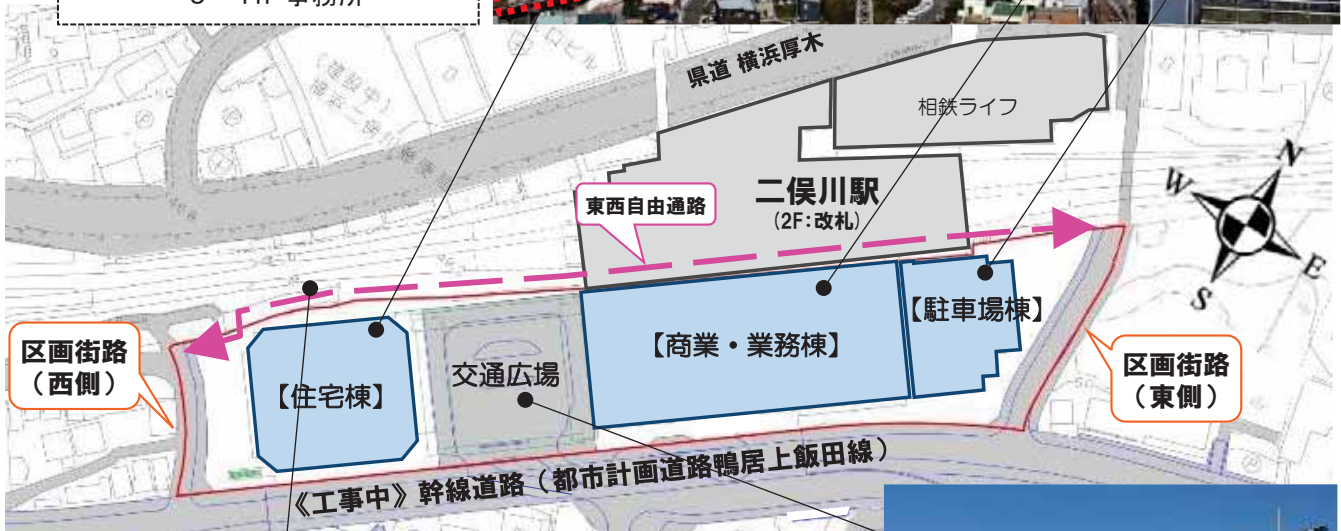 事務所
県道 横浜厚木
相鉄ライフ
二俣川駅
(2F:改札)
東西自由通路
N
W
E
S
【駐車場棟】
【商業・業務棟】
区画街路
（西側）
交通広場
【住宅棟】
区画街路
（東側）
《工事中》幹線道路（都市計画道路鴨居上飯田線）